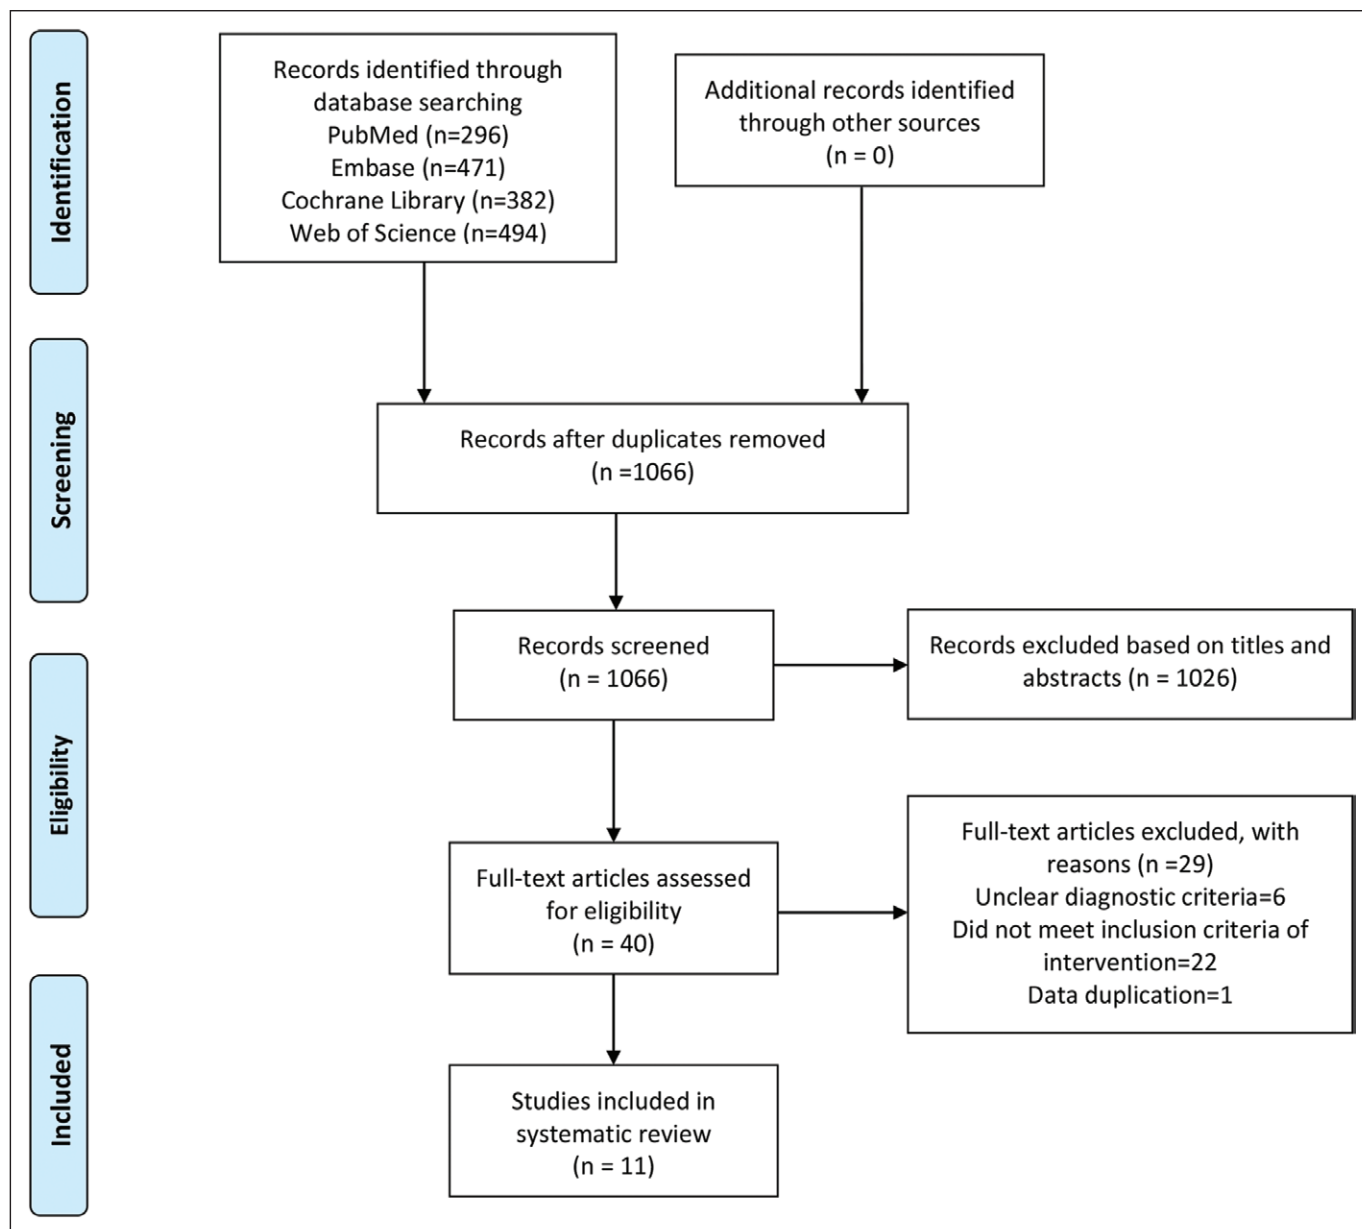 Identification
Records identified through
database searching
PubMed (n=296)
Embase (n=471)
Cochrane Library (n=382)
Web of Science (n=494)
Additional records identified
through other sources
(n = 0)
Screening
Records after duplicates removed
(n =1066)
Records screened
(n = 1066)
Records excluded based on titles and
abstracts (n = 1026)
Eligibility
Full-text articles assessed
for eligibility
(n = 40)
Full-text articles excluded, with
reasons (n =29)
Unclear diagnostic criteria=6
Did not meet inclusion criteria of
intervention=22
Data duplication=1
Included
Studies included in
systematic review
(n = 11)